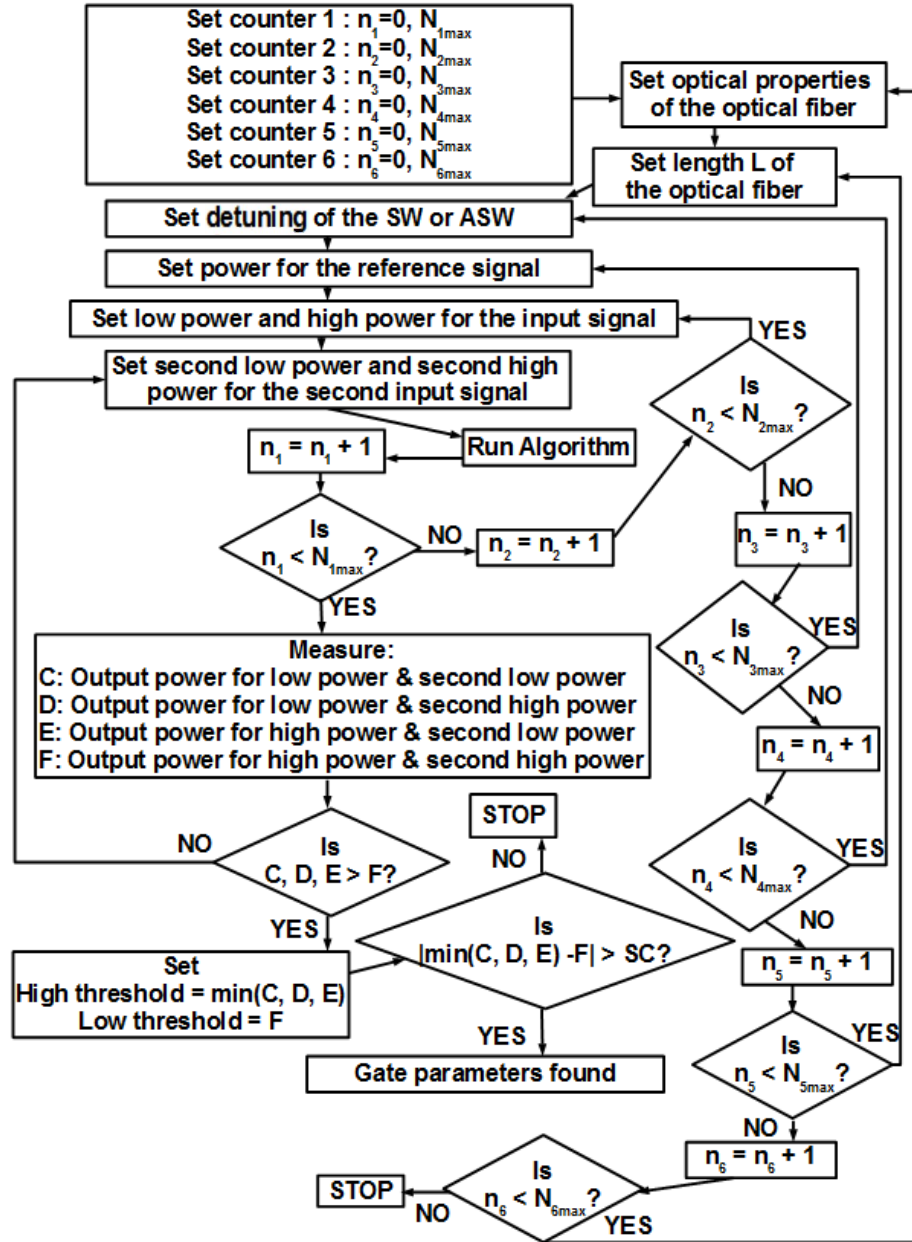 Set counter 1 : n₁=0, N₁ₘₐₓ
Set counter 2 : n₂=0, N₂ₘₐₓ
Set counter 3 : n₃=0, N₃ₘₐₓ
Set counter 4 : n₄=0, N₄ₘₐₓ
Set counter 5 : n₅=0, N₅ₘₐₓ
Set counter 6 : n₆=0, N₆ₘₐₓ
Set optical properties
of the optical fiber
Set length L of
the optical fiber
Set detuning of the SW or ASW
Set power for the reference signal
Set low power and high power for the input signal
Set second low power and second high
power for the second input signal
Run Algorithm
n₁ = n₁ + 1
Is
n₁ < N₁ₘₐₓ?
NO
n₂ = n₂ + 1
Is
n₂ < N₂ₘₐₓ?
YES
NO
n₃ = n₃ + 1
Is
n₃ < N₃ₘₐₓ?
YES
NO
n₄ = n₄ + 1
Is
n₄ < N₄ₘₐₓ?
YES
NO
n₅ = n₅ + 1
Is
n₅ < N₅ₘₐₓ?
YES
NO
n₆ = n₆ + 1
Is
n₆ < N₆ₘₐₓ?
YES
NO
STOP
YES
Measure:
C: Output power for low power & second low power
D: Output power for low power & second high power
E: Output power for high power & second low power
F: Output power for high power & second high power
Is
C, D, E > F?
NO
YES
Set
High threshold = min(C, D, E)
Low threshold = F
Is
|min(C, D, E) -F| > SC?
NO
STOP
YES
Gate parameters found